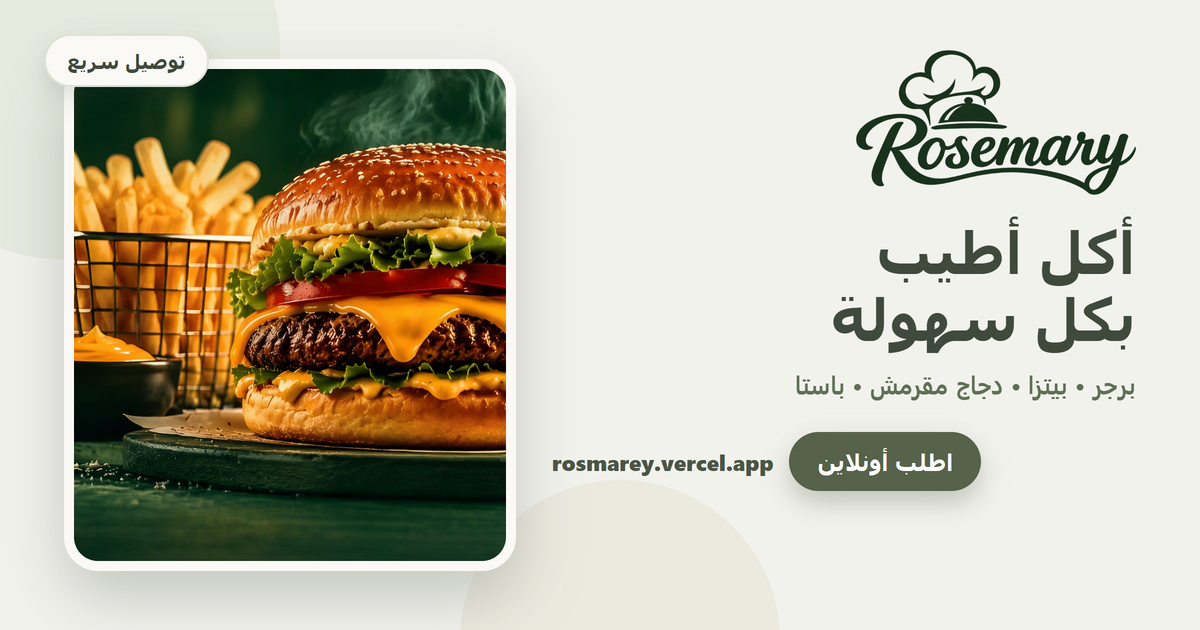 توصيل سريع
Rosemary
أكل أطيب
بكل سهولة
برجر • بيتزا • دجاج مقرمش • باستا
اطلب أونلاين
rosmarey.vercel.app